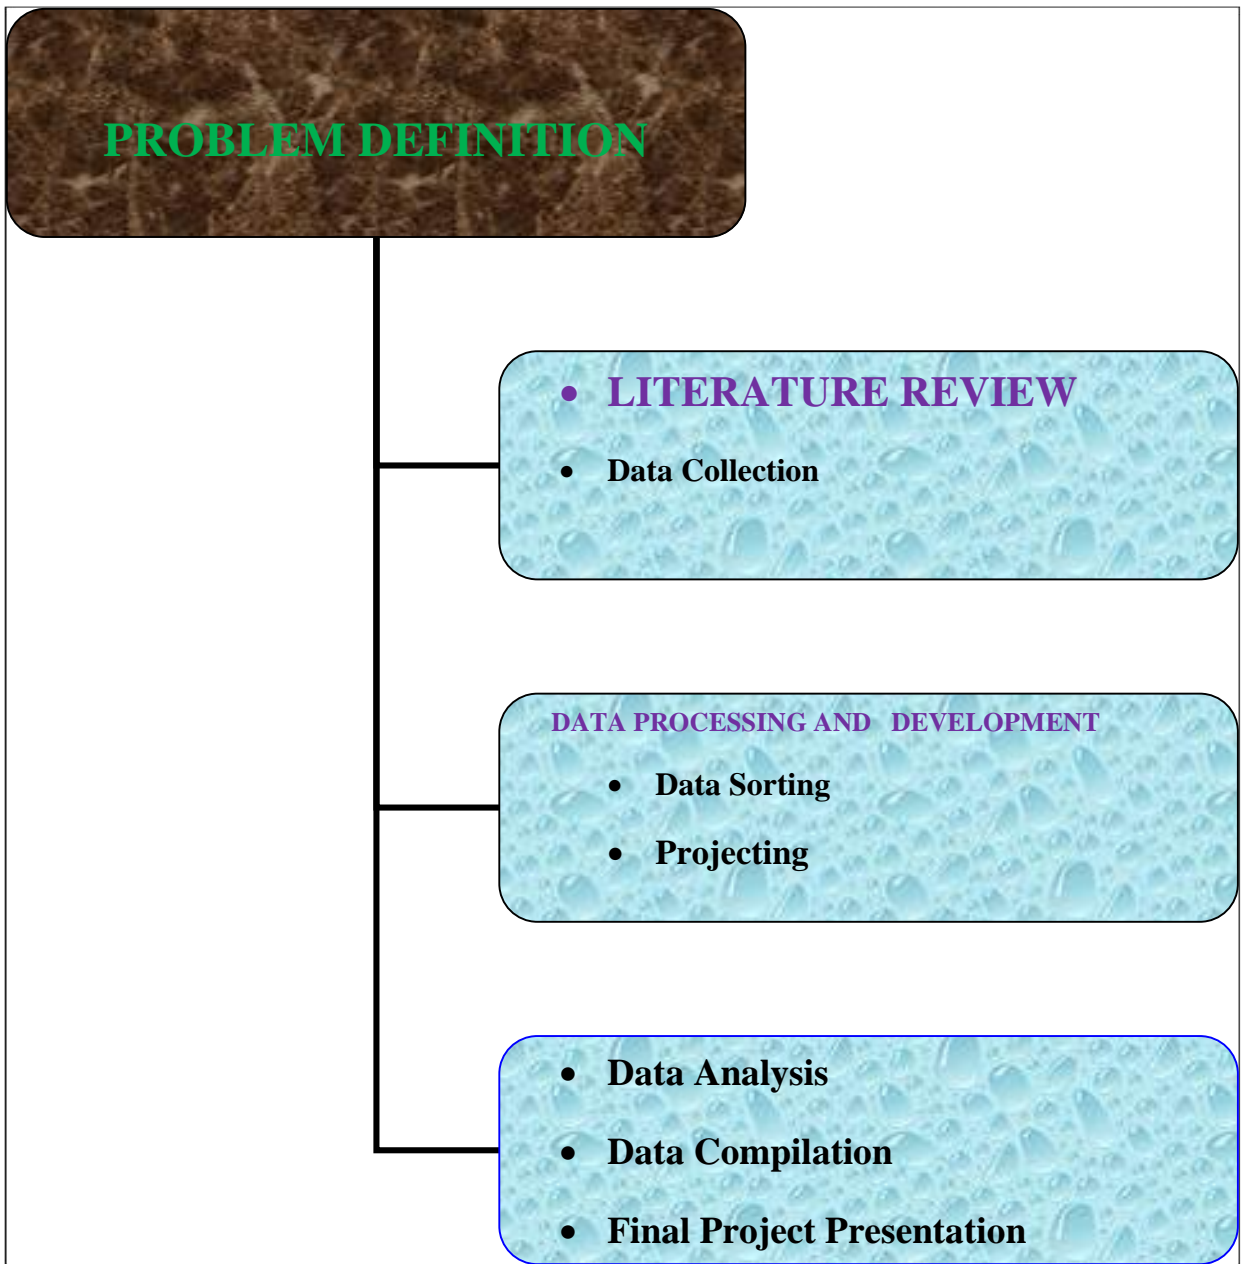 PROBLEM DEFINITION
• LITERATURE REVIEW
• Data Collection
DATA PROCESSING AND DEVELOPMENT
• Data Sorting
• Projecting
• Data Analysis
• Data Compilation
• Final Project Presentation